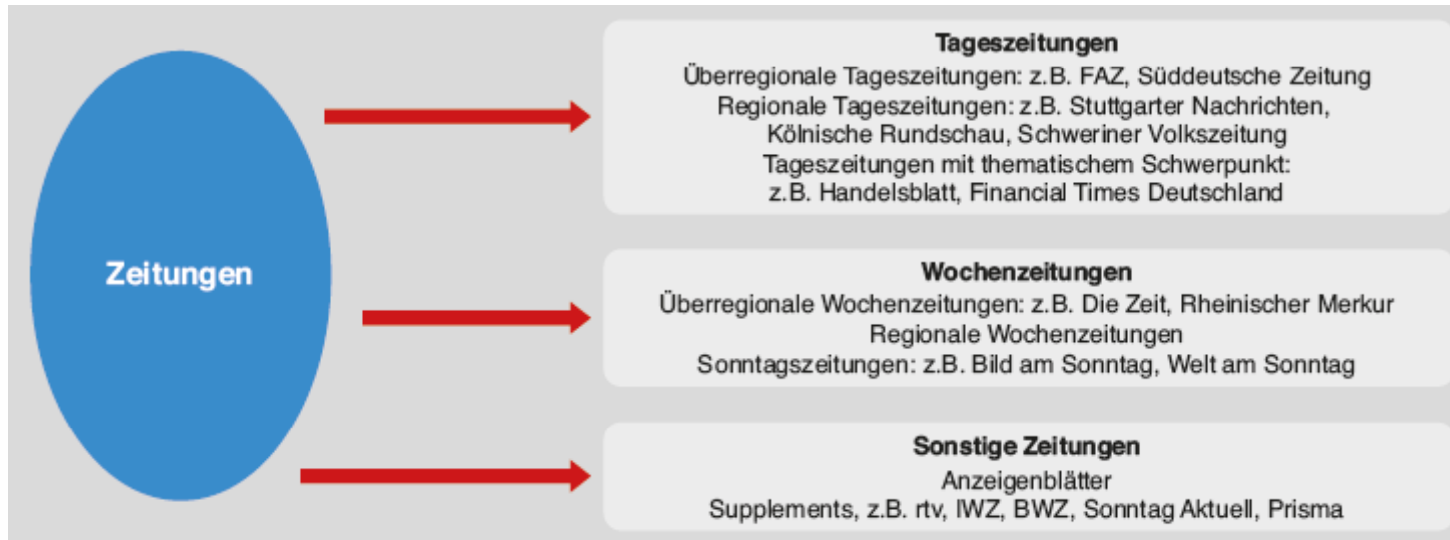 Zeitungen
Tageszeitungen
Überregionale Tageszeitungen: z.B. FAZ, Süddeutsche Zeitung
Regionale Tageszeitungen: z.B. Stuttgarter Nachrichten,
Kölnische Rundschau, Schweriner Volkszeitung
Tageszeitungen mit thematischem Schwerpunkt:
z.B. Handelsblatt, Financial Times Deutschland
Wochenzeitungen
Überregionale Wochenzeitungen: z.B. Die Zeit, Rheinischer Merkur
Regionale Wochenzeitungen
Sonntagszeitungen: z.B. Bild am Sonntag, Welt am Sonntag
Sonstige Zeitungen
Anzeigenblätter
Supplements, z.B. rtv, IWZ, BWZ, Sonntag Aktuell, Prisma